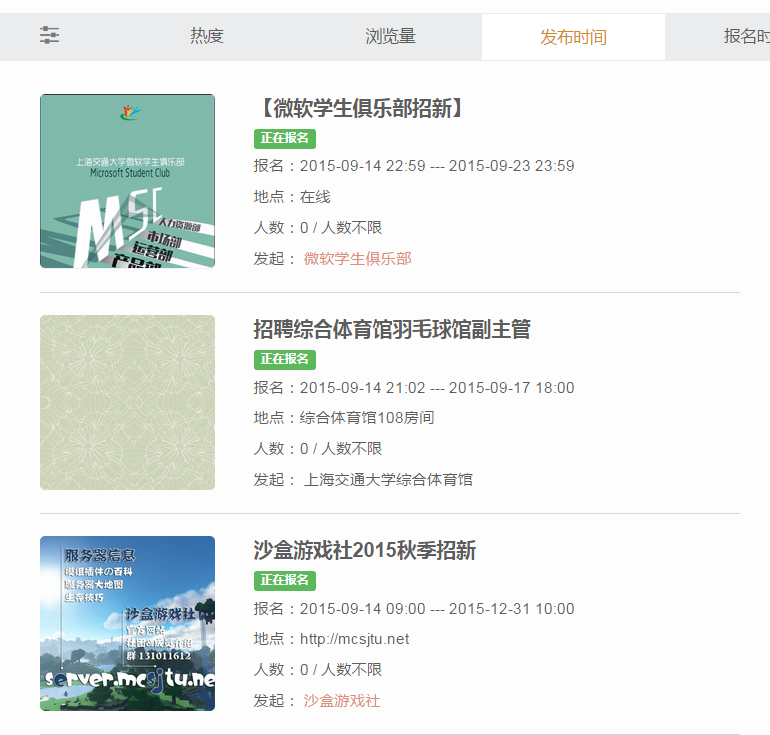 热度 浏览量 发布时间 报名时
上海交通大学微软学生俱乐部
Microsoft Student Club
MSC
人力资源部
市场部
运营部
产品部
【微软学生俱乐部招新】
正在报名
报名：2015-09-14 22:59 --- 2015-09-23 23:59
地点：在线
人数：0 / 人数不限
发起： 微软学生俱乐部
招聘综合体育馆羽毛球馆副主管
正在报名
报名：2015-09-14 21:02 --- 2015-09-17 18:00
地点：综合体育馆108房间
人数：0 / 人数不限
发起： 上海交通大学综合体育馆
服务器信息
模组插件の百科
服务器大地图
生存技巧
沙盒游戏社
官方网站
群 131011612
server.mcsjtu.ne
沙盒游戏社2015秋季招新
正在报名
报名：2015-09-14 09:00 --- 2015-12-31 10:00
地点：http://mcsjtu.net
人数：0 / 人数不限
发起： 沙盒游戏社